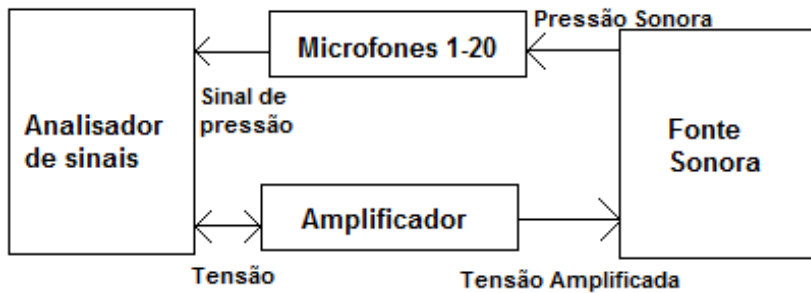 Pressão Sonora
Microfones 1-20
Sinal de
pressão
Analisador
de sinais
Fonte
Sonora
Amplificador
Tensão
Tensão Amplificada